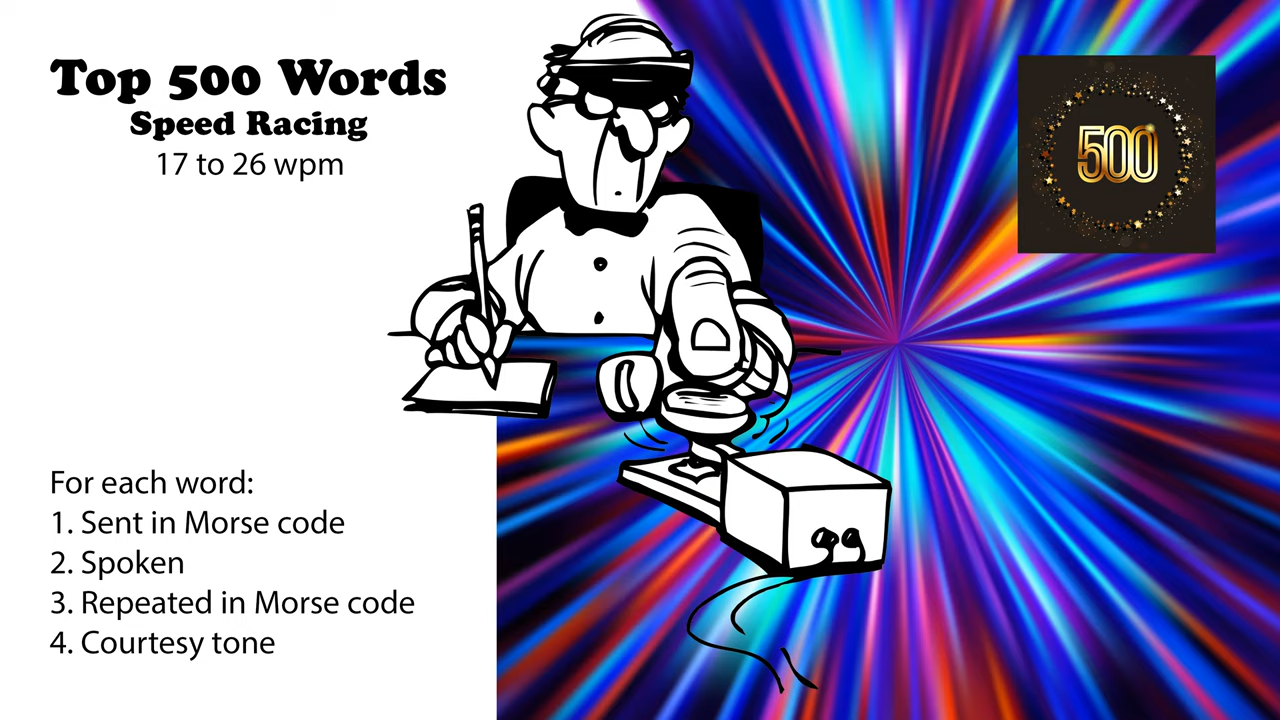 Top 500 Words
Speed Racing
17 to 26 wpm
500
For each word:
1. Sent in Morse code
2. Spoken
3. Repeated in Morse code
4. Courtesy tone